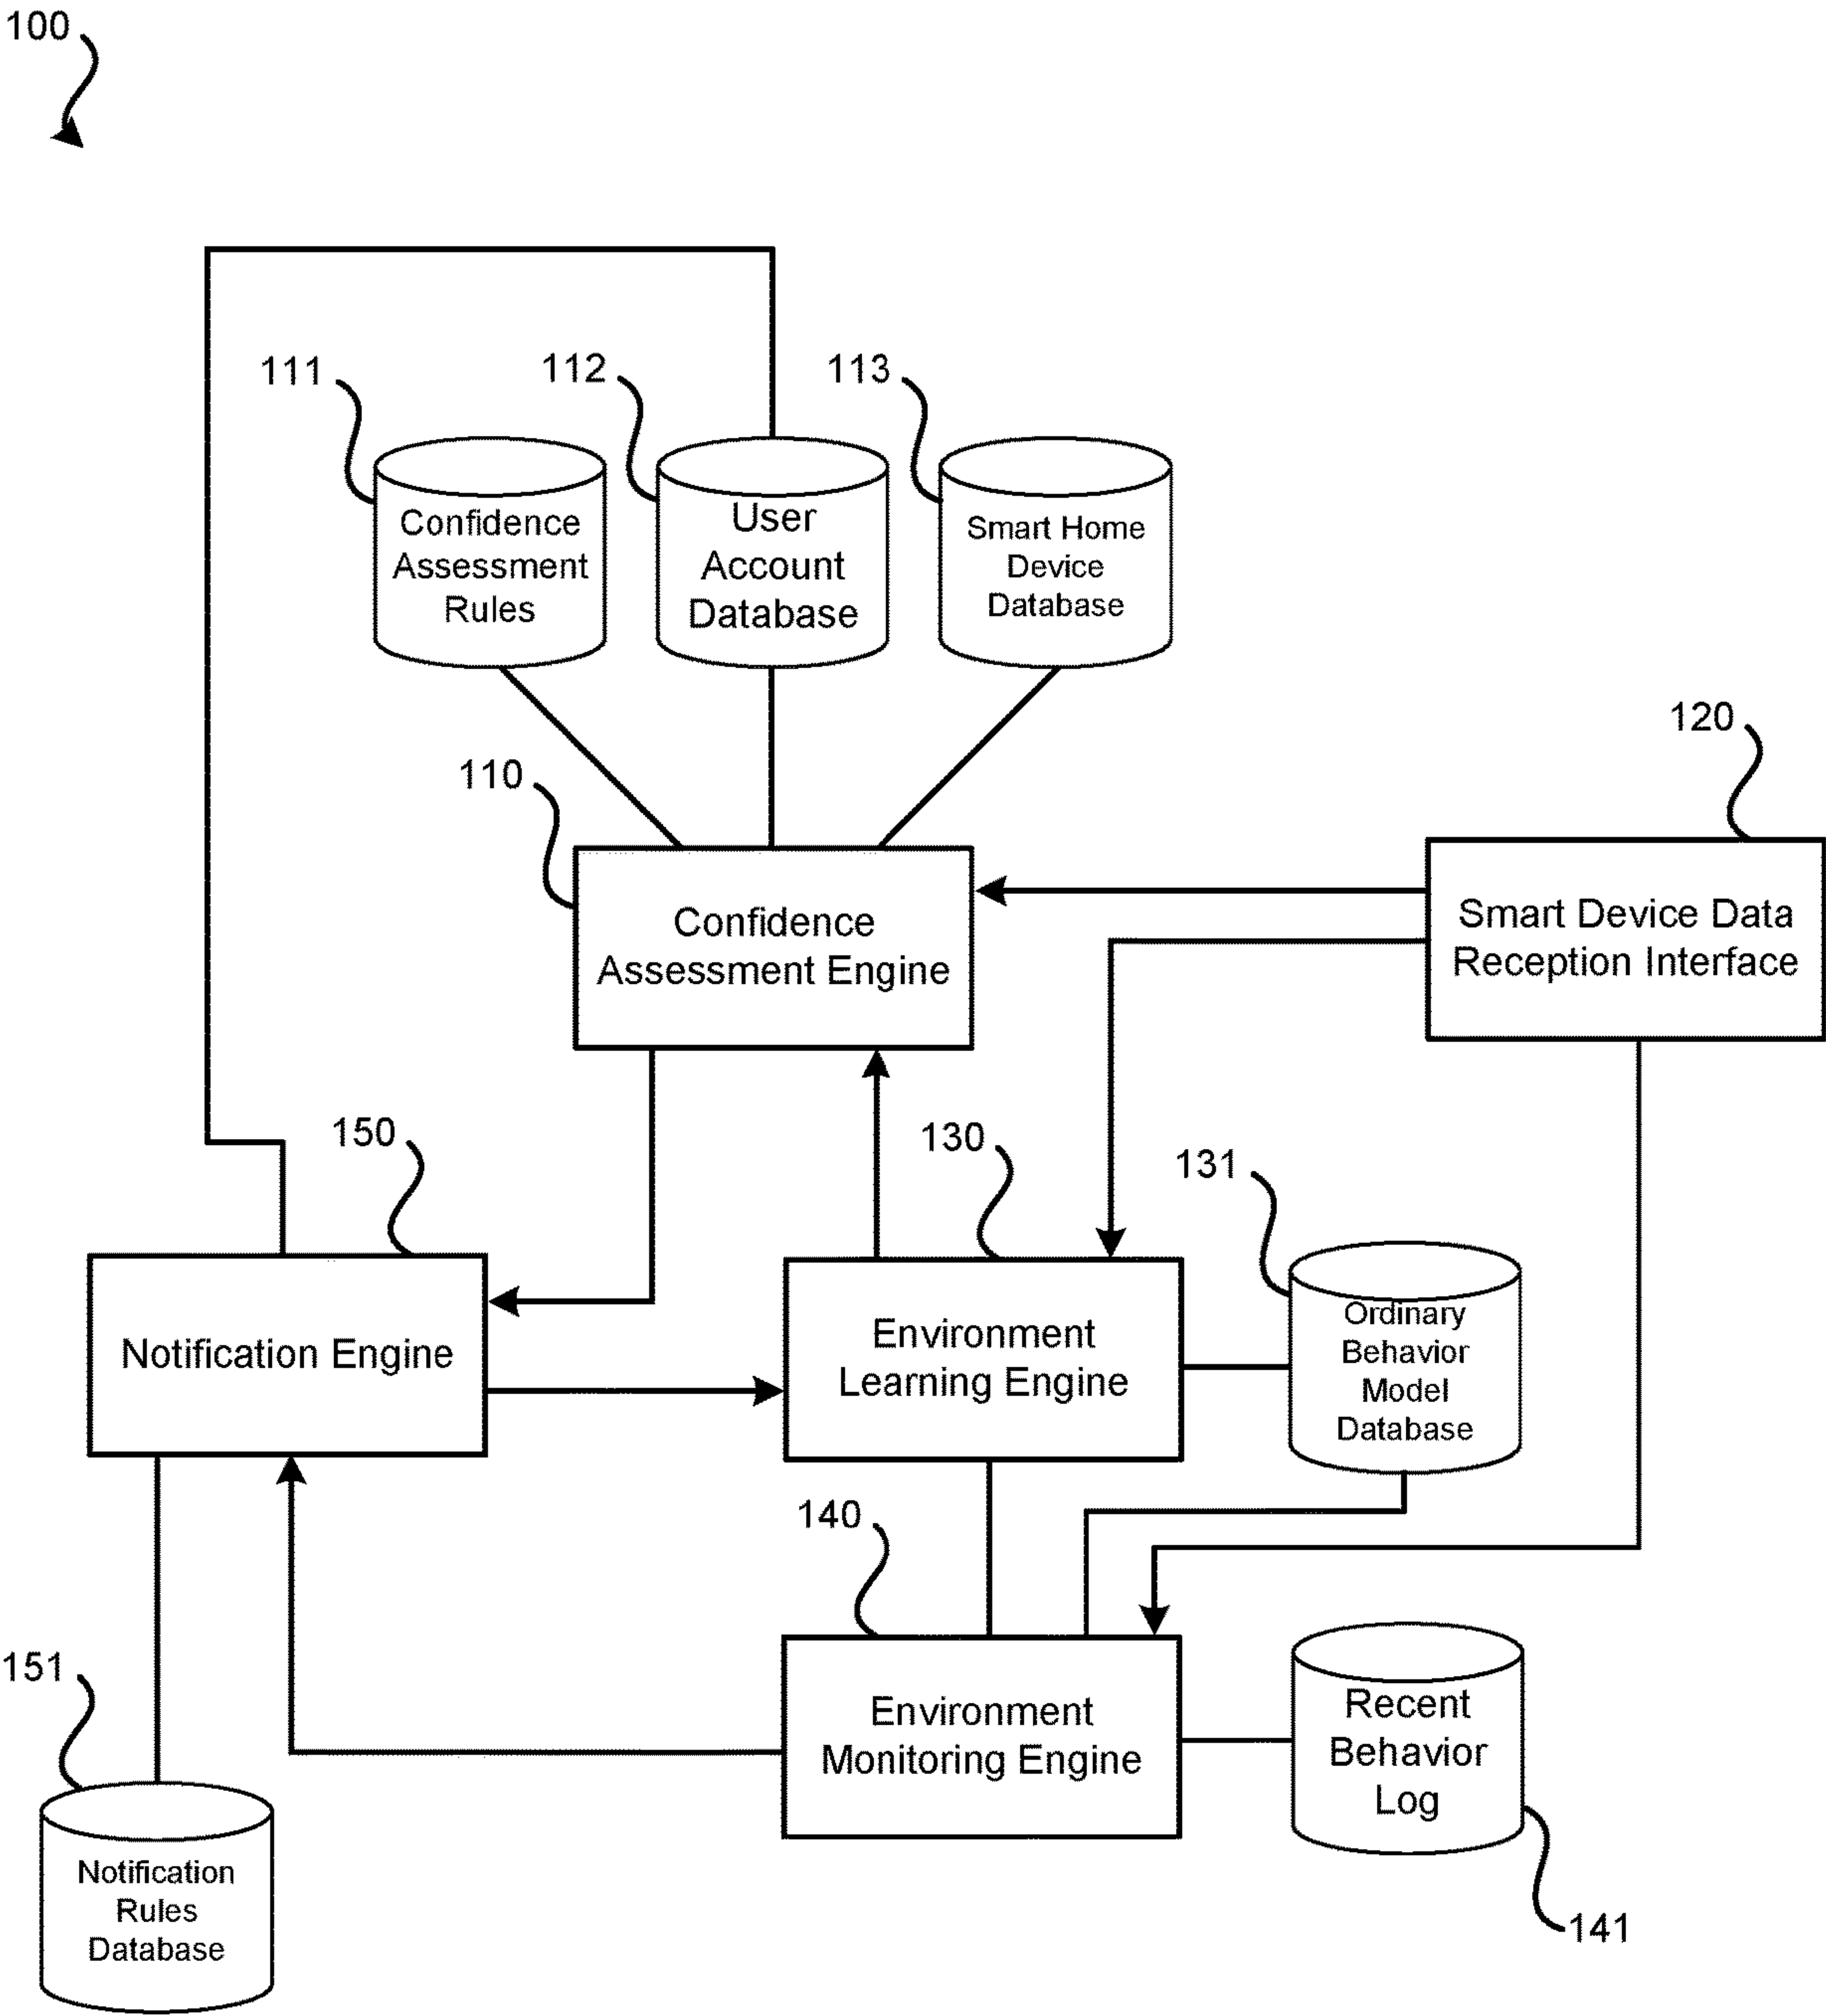 100
111
112
113
Confidence
Assessment
Rules
User
Account
Database
Smart Home
Device
Database
120
110
Confidence
Assessment Engine
Smart Device Data
Reception Interface
150
130
131
Notification Engine
Environment
Learning Engine
Ordinary
Behavior
Model
Database
140
151
Environment
Monitoring Engine
Recent
Behavior
Log
Notification
Rules
Database
141